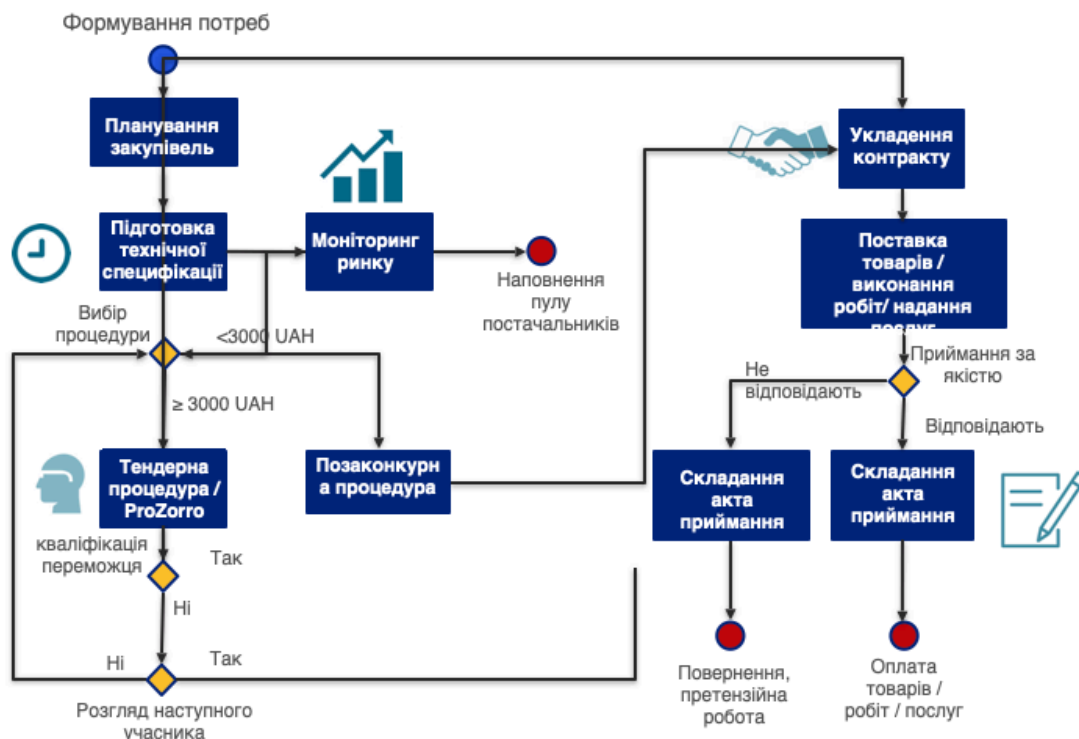 Формування потреб
Планування
закупівель
Укладення
контракту
Підготовка
технічної
специфікації
Моніторинг
ринку
Поставка
товарів /
виконання
робіт/ надання
послуг
Наповнення
пулу
постачальників
Вибір
процедури
<3000 UAH
Приймання за
якістю
Не
відповідають
≥ 3000 UAH
Відповідають
Тендерна
процедура /
ProZorro
Позаконкурн
а процедура
Складання
акта
приймання
Складання
акта
приймання
кваліфікація
переможця
Так
Ні
Ні
Так
Розгляд наступного
учасника
Повернення,
претензійна
робота
Оплата
товарів /
робіт / послуг